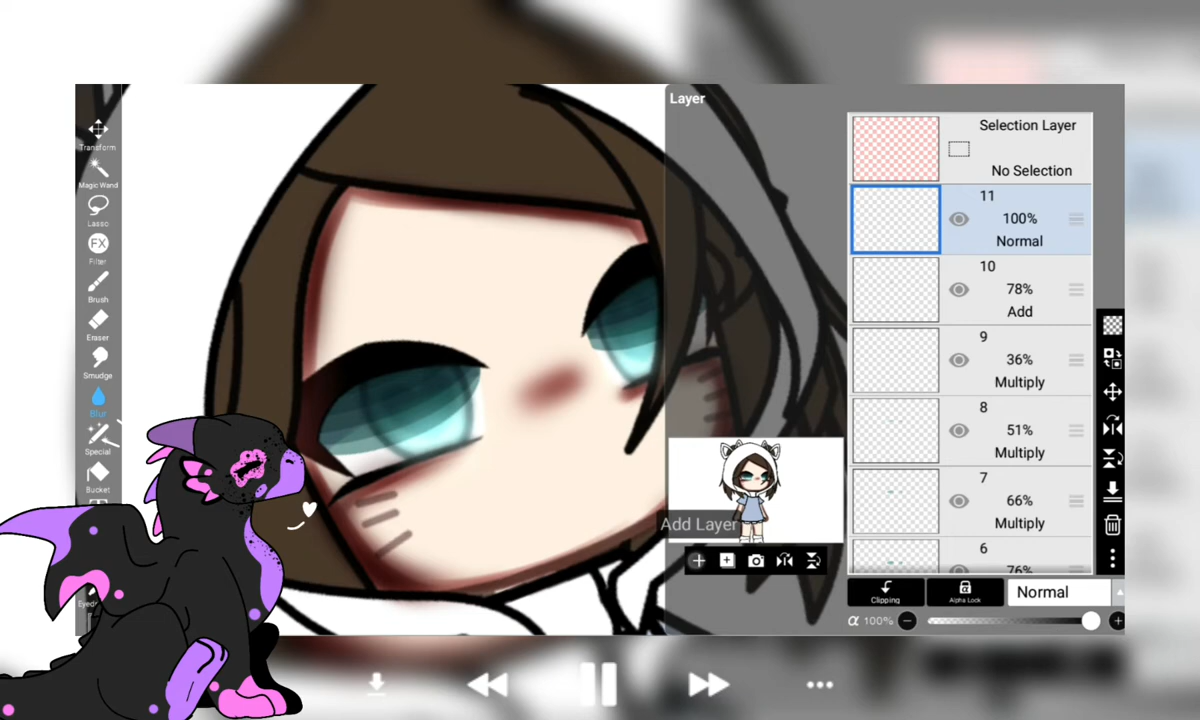 Layer
Transform
Magic Wand
Lasso
FX
Filter
Brush
Eraser
Smudge
Blur
Special
Bucket
Selection Layer
No Selection
11
100%
Normal
10
78%
Add
9
36%
Multiply
8
51%
Multiply
7
66%
Multiply
6
76%
Add Layer
Clipping
Alpha Lock
Normal
α 100%